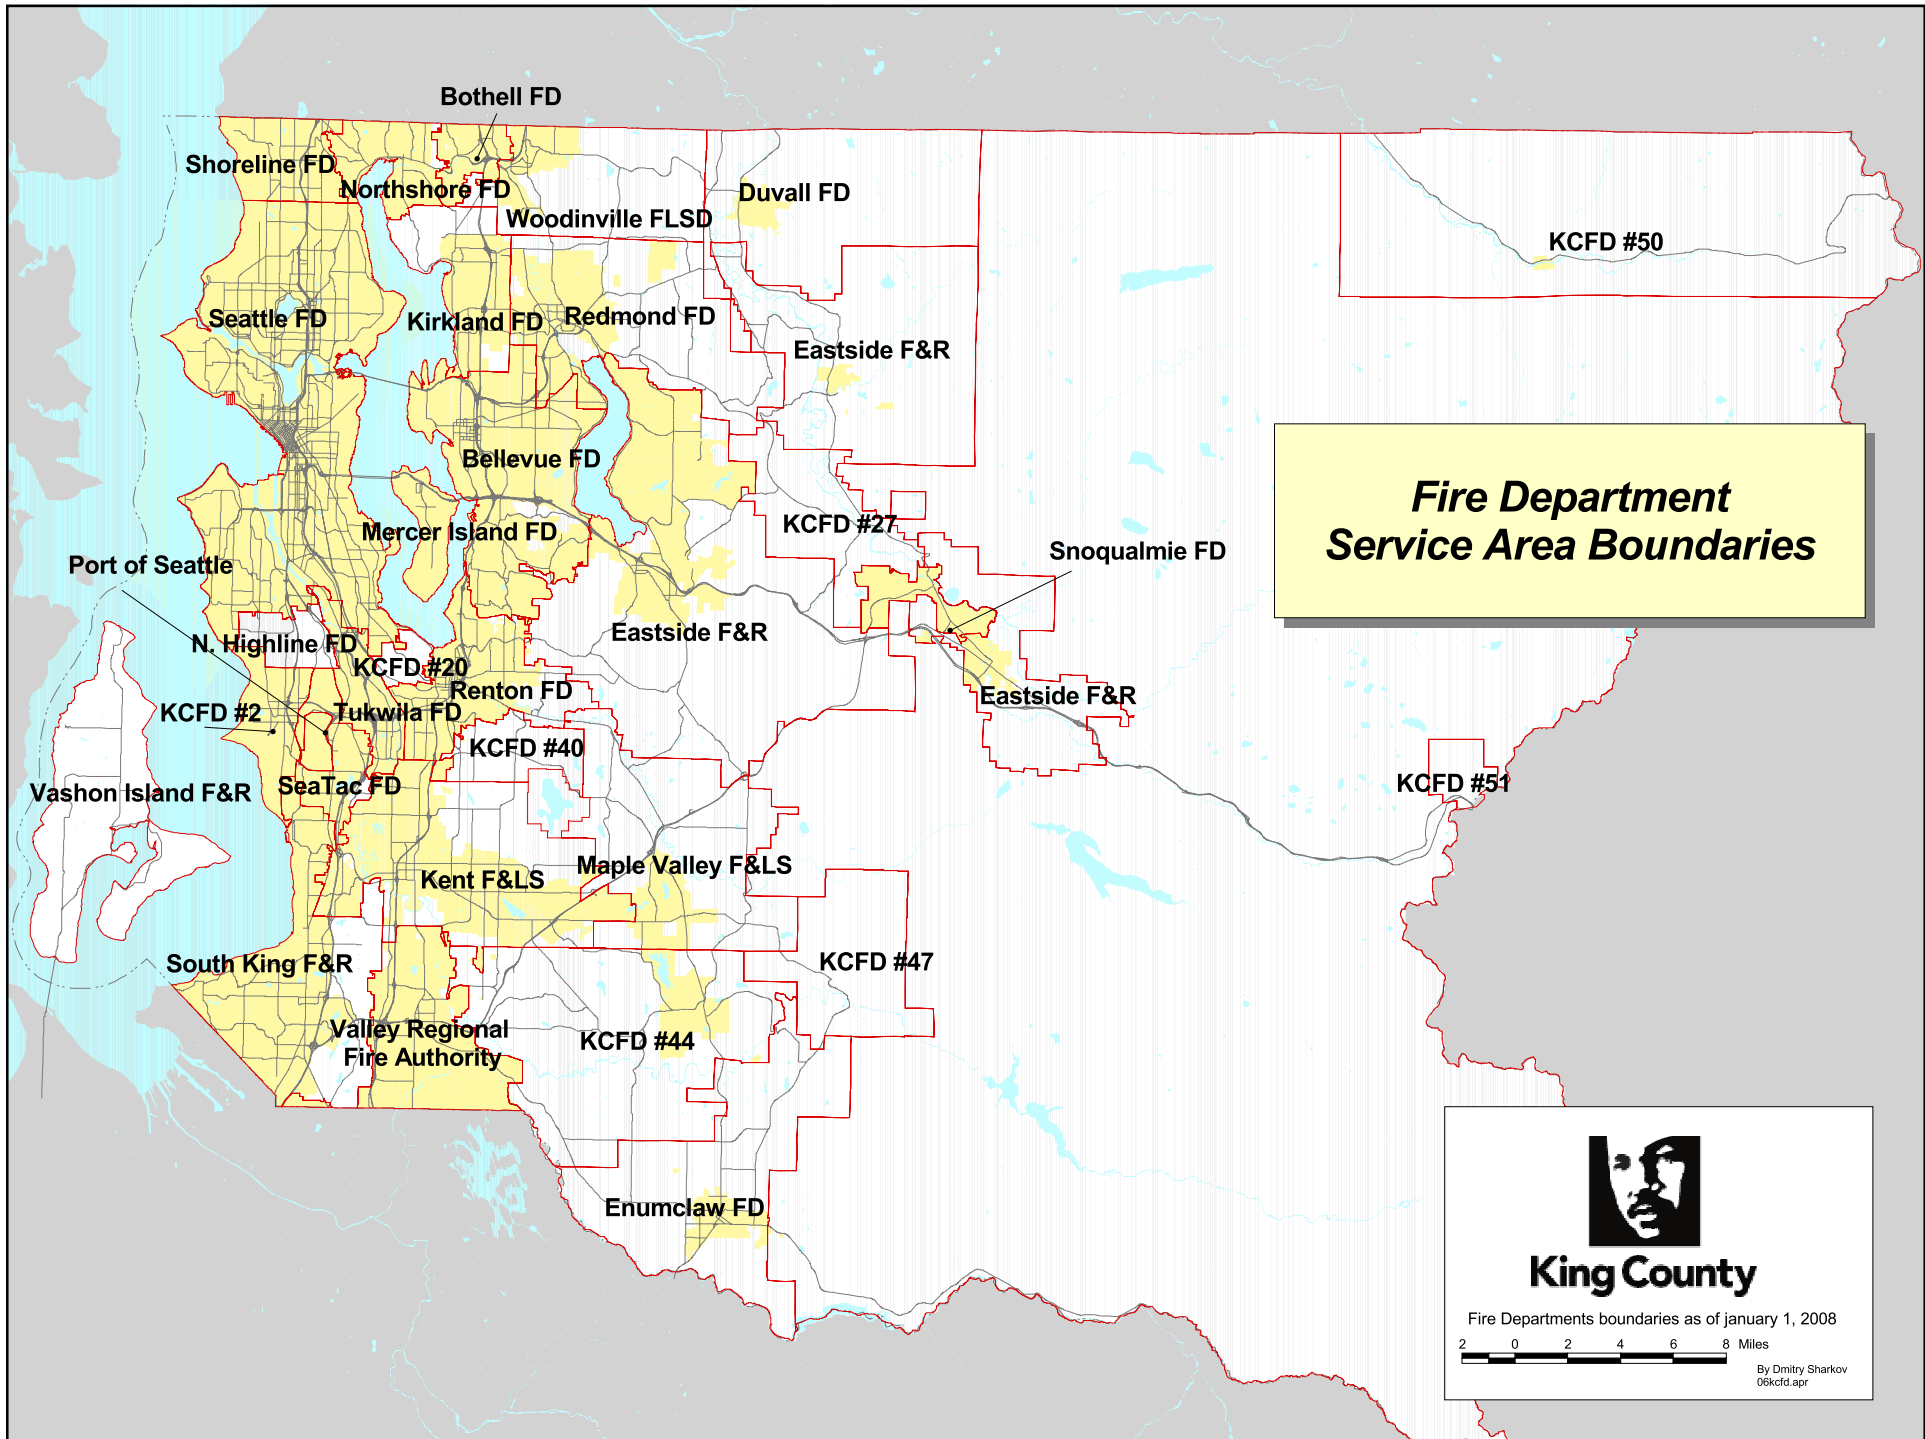 Bothell FD
Shoreline FD
Northshore FD
Woodinville FLSD
Duvall FD
KCFD #50
Seattle FD
Kirkland FD
Redmond FD
Eastside F&R
Bellevue FD
Fire Department
Service Area Boundaries
Mercer Island FD
KCFD #27
Snoqualmie FD
Port of Seattle
Eastside F&R
N. Highline FD
KCFD #20
Renton FD
Eastside F&R
KCFD #2
Tukwila FD
KCFD #40
SeaTac FD
Vashon Island F&R
KCFD #51
Maple Valley F&LS
Kent F&LS
South King F&R
KCFD #47
Valley Regional
Fire Authority
KCFD #44
Enumclaw FD
King County
Fire Departments boundaries as of january 1, 2008
2 0 2 4 6 8 Miles
By Dmitry Sharkov
06kcfd.apr